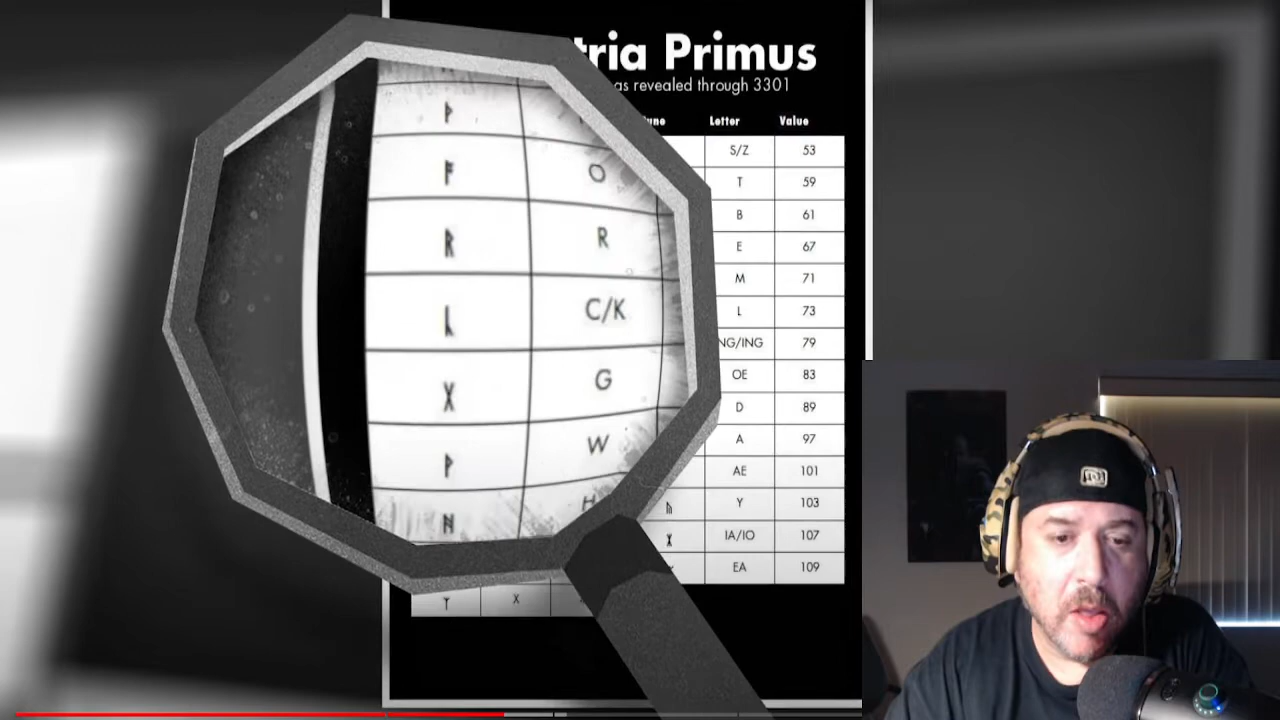 tria Primus
as revealed through 3301
Letter Value
S/Z 53
T 59
B 61
E 67
M 71
L 73
NG/ING 79
OE 83
D 89
A 97
AE 101
Y 103
IA/IO 107
EA 109
ᚦ
ᚩ O
ᚱ R
ᚳ C/K
ᚷ G
ᚹ W
ᚻ H
ᛉ X